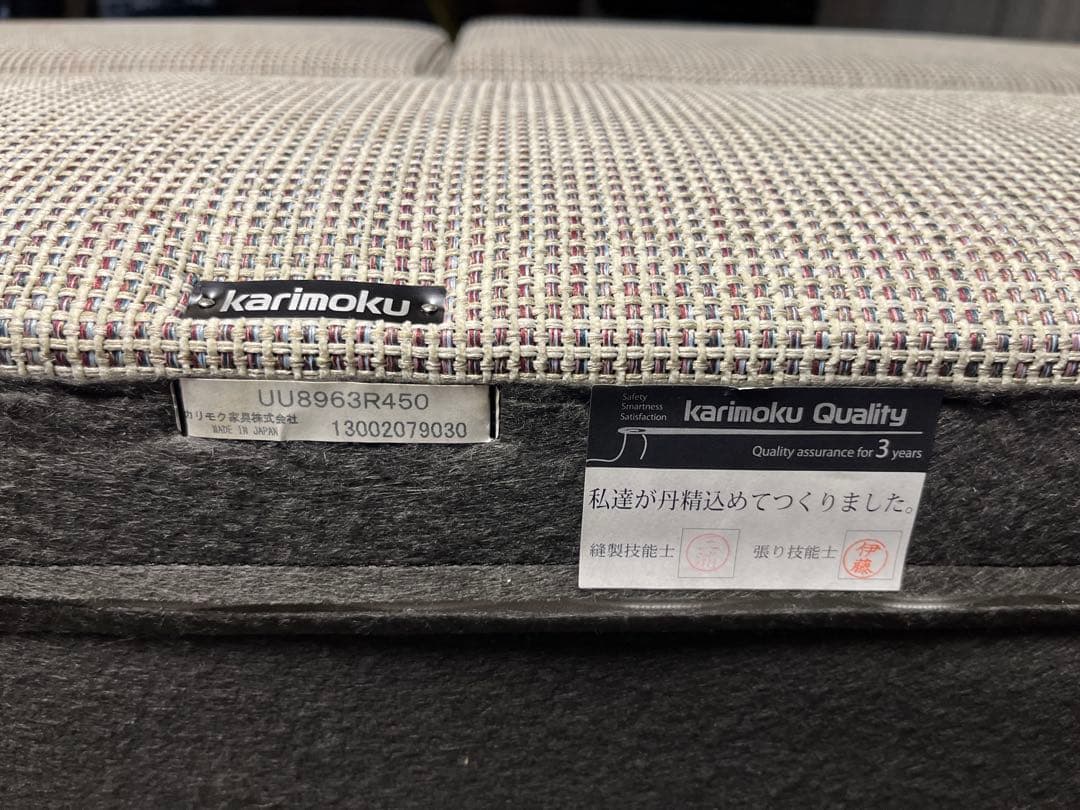 karimoku
UU8963R450
カリモク家具株式会社
MADE IN JAPAN 13002079030
Safety
Smartness
Satisfaction
karimoku Quality
Quality assurance for 3 years
私達が丹精込めてつくりました。
縫製技能士 張り技能士 伊藤